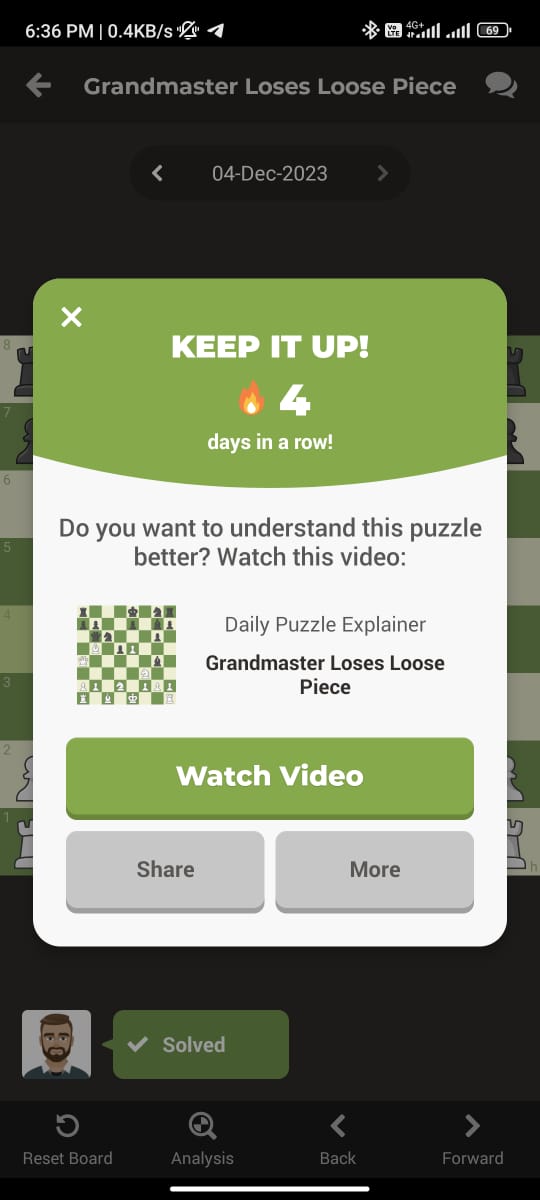 6:36 PM | 0.4KB/s
Vo LTE 4G+ 69
Grandmaster Loses Loose Piece
04-Dec-2023
KEEP IT UP!
4
days in a row!
Do you want to understand this puzzle
better? Watch this video:
Daily Puzzle Explainer
Grandmaster Loses Loose
Piece
Watch Video
Share
More
8
7
6
5
4
3
2
1
h
Solved
Reset Board
Analysis
Back
Forward